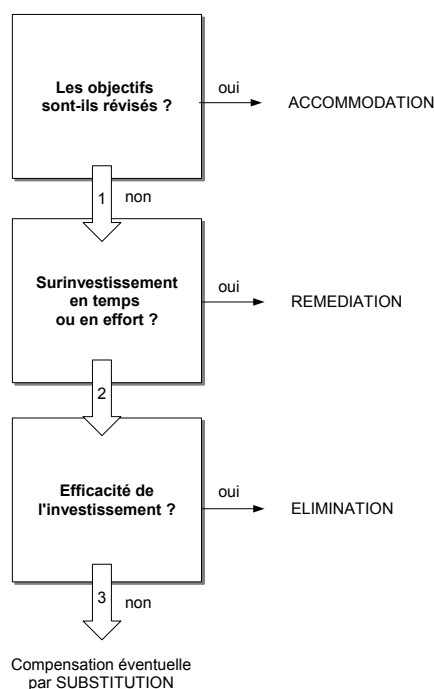 Les objectifs
sont-ils révisés ?
oui
ACCOMMODATION
1
non
Surinvestissement
en temps
ou en effort ?
oui
REMEDIATION
2
Efficacité de
l'investissement ?
oui
ELIMINATION
3
non
Compensation éventuelle
par SUBSTITUTION